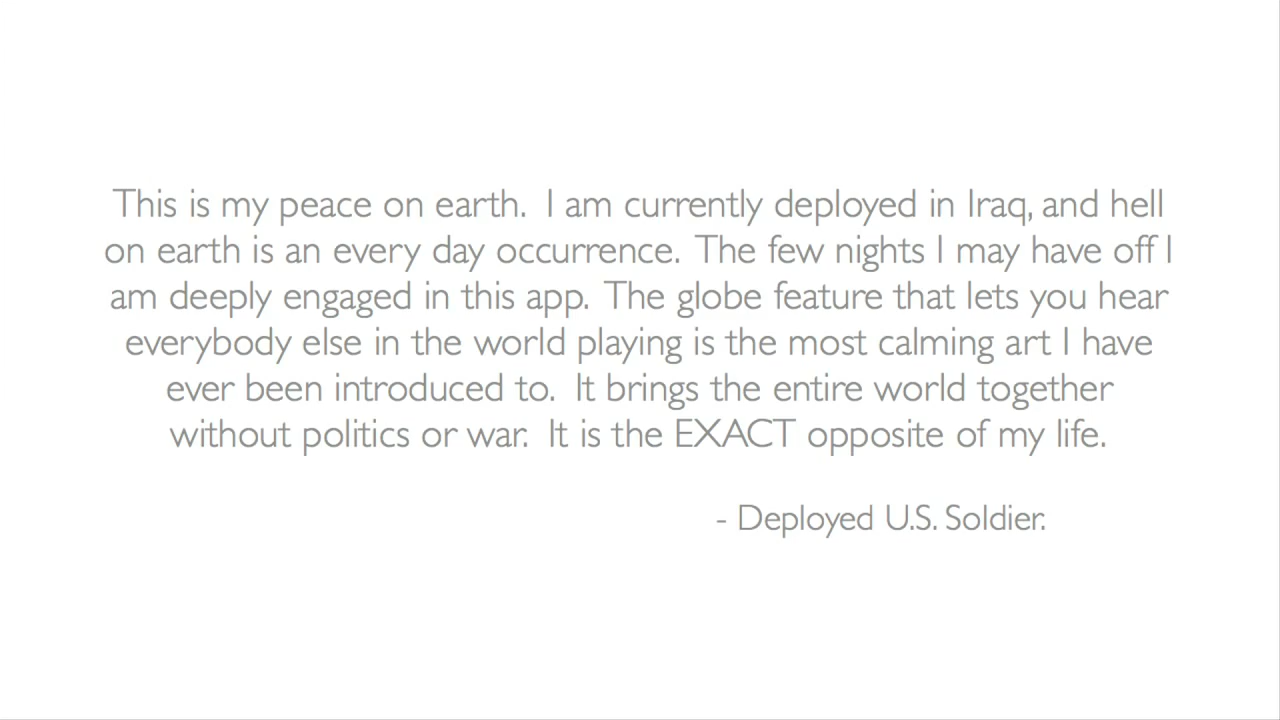 This is my peace on earth.  I am currently deployed in Iraq, and hell
on earth is an every day occurrence.  The few nights I may have off I
am deeply engaged in this app.  The globe feature that lets you hear
everybody else in the world playing is the most calming art I have
ever been introduced to.  It brings the entire world together
without politics or war.  It is the EXACT opposite of my life.
- Deployed U.S. Soldier.